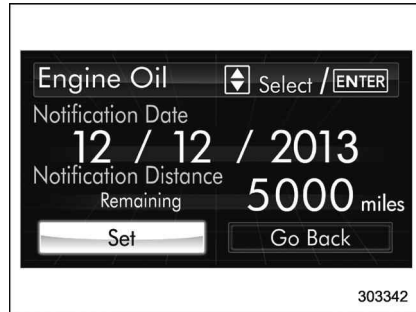 Engine Oil Select / ENTER
Notification Date
12 / 12 / 2013
Notification Distance
Remaining 5000 miles
Set Go Back
303342